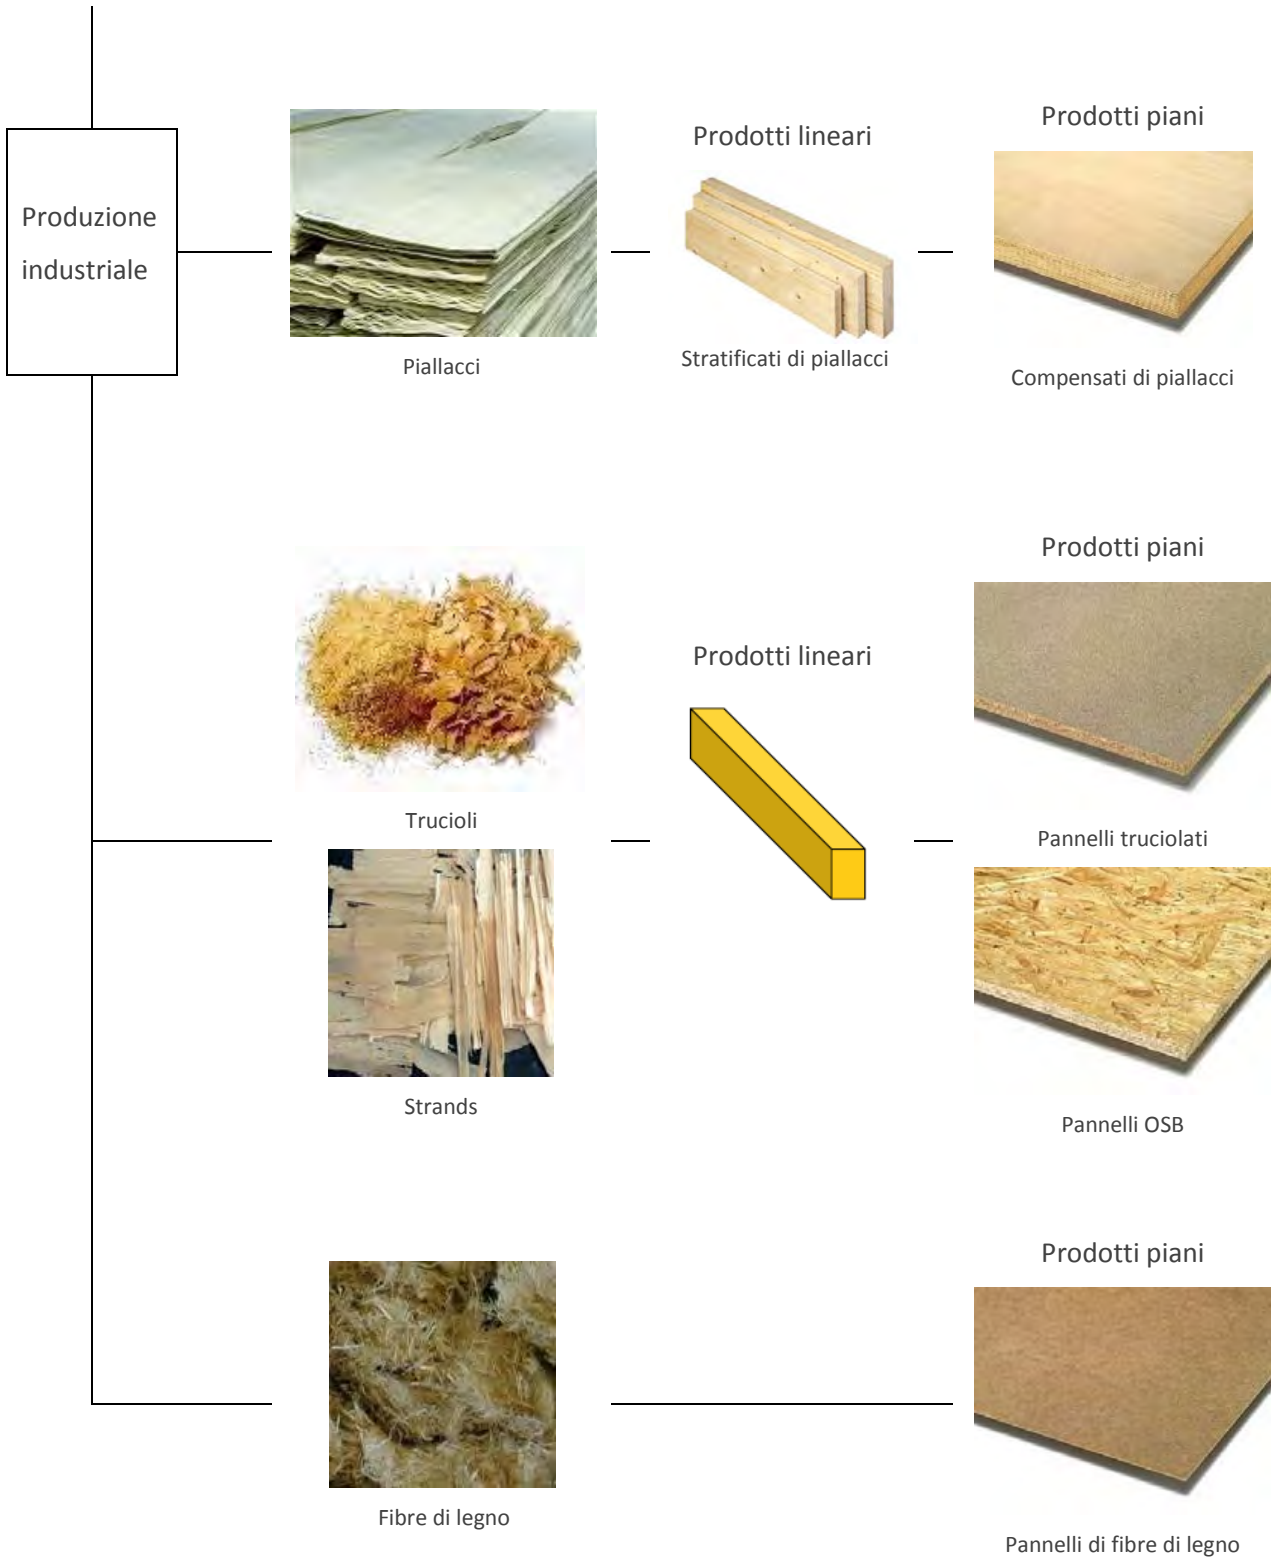 Produzione
industriale
Piallacci
Prodotti lineari
Stratificati di piallacci
Prodotti piani
Compensati di piallacci
Trucioli
Strands
Prodotti lineari
Prodotti piani
Pannelli truciolati
Pannelli OSB
Fibre di legno
Prodotti piani
Pannelli di fibre di legno